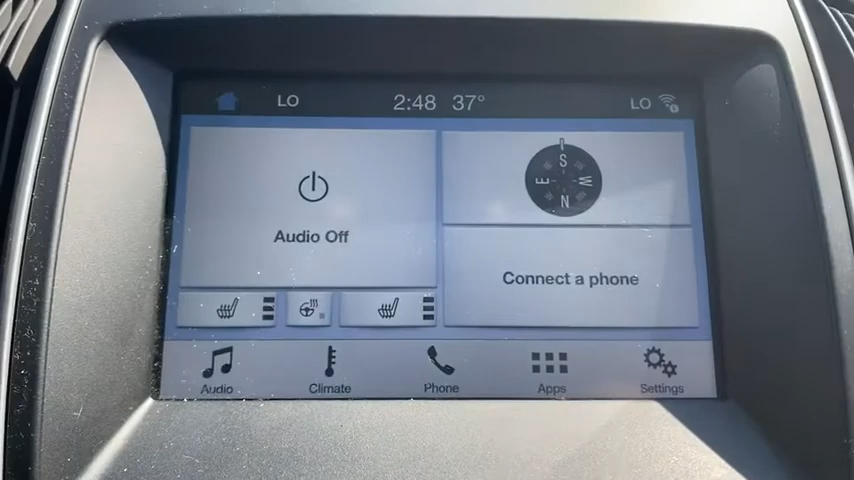 LO 2:48 37° LO
Audio Off
S
E W
N
Connect a phone
Audio Climate Phone Apps Settings